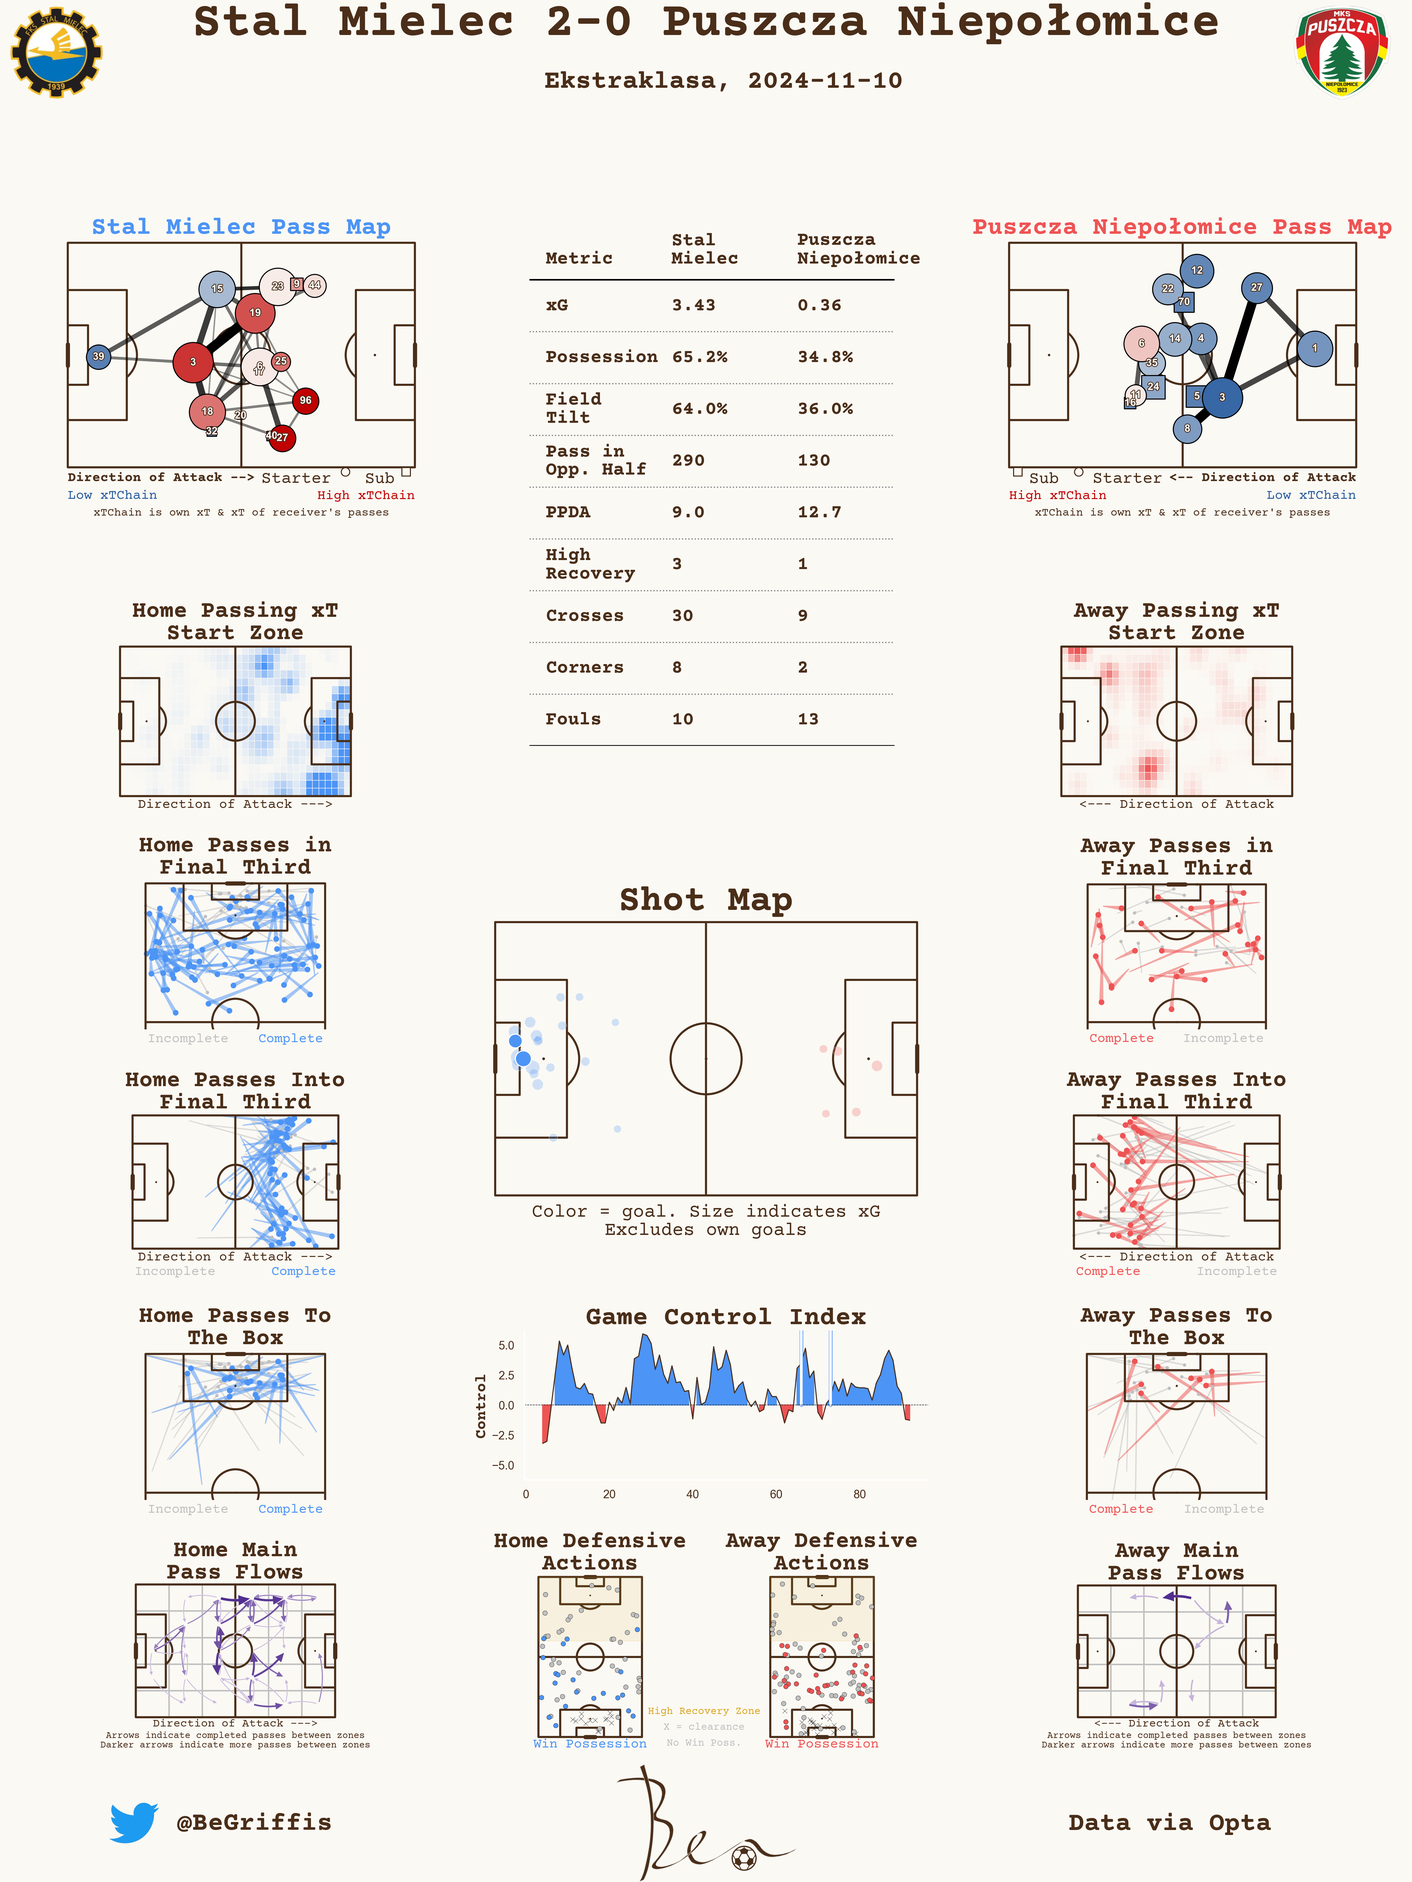 Stal Mielec 2-0 Puszcza Niepołomice
Ekstraklasa, 2024-11-10
PKS STAL MIELEC
1939
MKS
PUSZCZA
NIEPOŁOMICE
1923
Stal Mielec Pass Map
39
15
3
18
32
19
23
9
44
6
17
25
20
96
40
27
Direction of Attack --> Starter Sub
Low xTChain High xTChain
xTChain is own xT & xT of receiver's passes
Metric Stal Mielec Puszcza Niepołomice
xG 3.43 0.36
Possession 65.2% 34.8%
Field Tilt 64.0% 36.0%
Pass in Opp. Half 290 130
PPDA 9.0 12.7
High Recovery 3 1
Crosses 30 9
Corners 8 2
Fouls 10 13
Puszcza Niepołomice Pass Map
12
22
70
27
6
14
4
35
1
24
11
16
5
3
8
Sub Starter <-- Direction of Attack
High xTChain Low xTChain
xTChain is own xT & xT of receiver's passes
Home Passing xT
Start Zone
Direction of Attack --->
Away Passing xT
Start Zone
<--- Direction of Attack
Home Passes in
Final Third
Incomplete Complete
Away Passes in
Final Third
Complete Incomplete
Shot Map
Color = goal. Size indicates xG
Excludes own goals
Home Passes Into
Final Third
Direction of Attack --->
Incomplete Complete
Away Passes Into
Final Third
<--- Direction of Attack
Complete Incomplete
Home Passes To
The Box
Incomplete Complete
Game Control Index
Control
5.0
2.5
0.0
−2.5
−5.0
0 20 40 60 80
Away Passes To
The Box
Complete Incomplete
Home Main
Pass Flows
Direction of Attack --->
Arrows indicate completed passes between zones
Darker arrows indicate more passes between zones
Home Defensive
Actions
Win Possession
High Recovery Zone
X = clearance
No Win Poss.
Away Defensive
Actions
Win Possession
Away Main
Pass Flows
<--- Direction of Attack
Arrows indicate completed passes between zones
Darker arrows indicate more passes between zones
@BeGriffis
Ben
Data via Opta